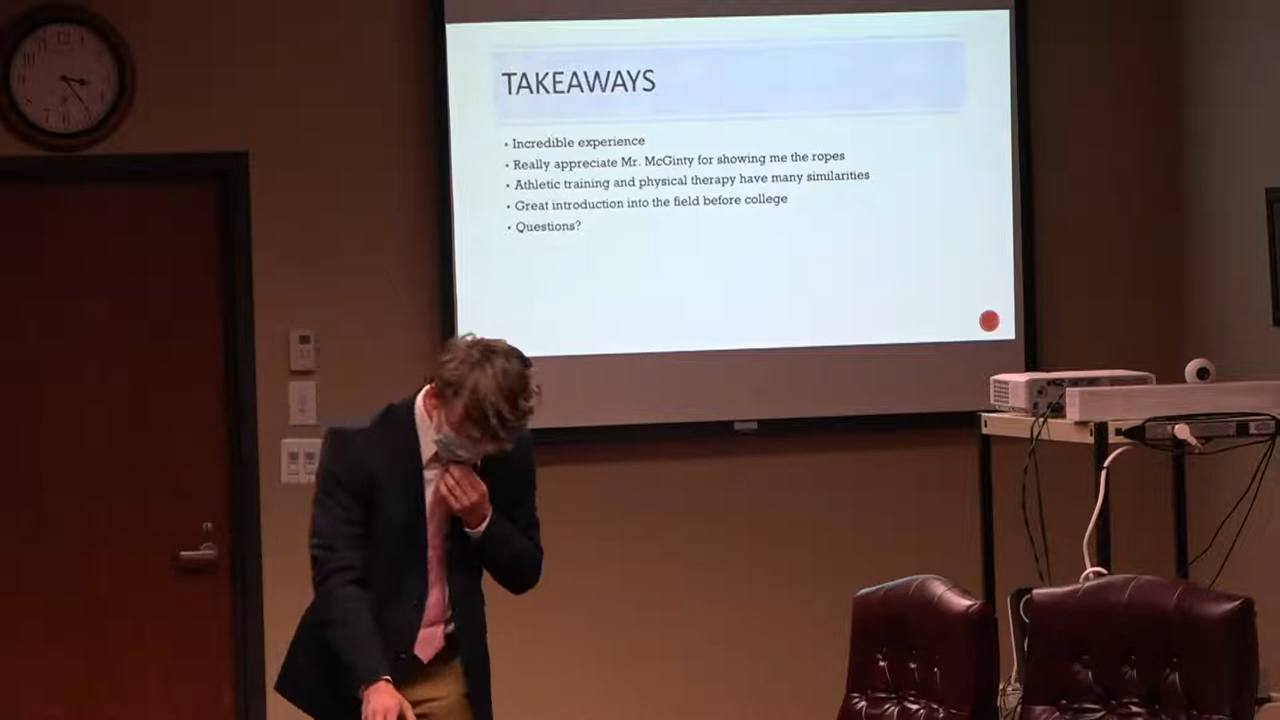 12
TAKEAWAYS
• Incredible experience
• Really appreciate Mr. McGinty for showing me the ropes
• Athletic training and physical therapy have many similarities
• Great introduction into the field before college
• Questions?